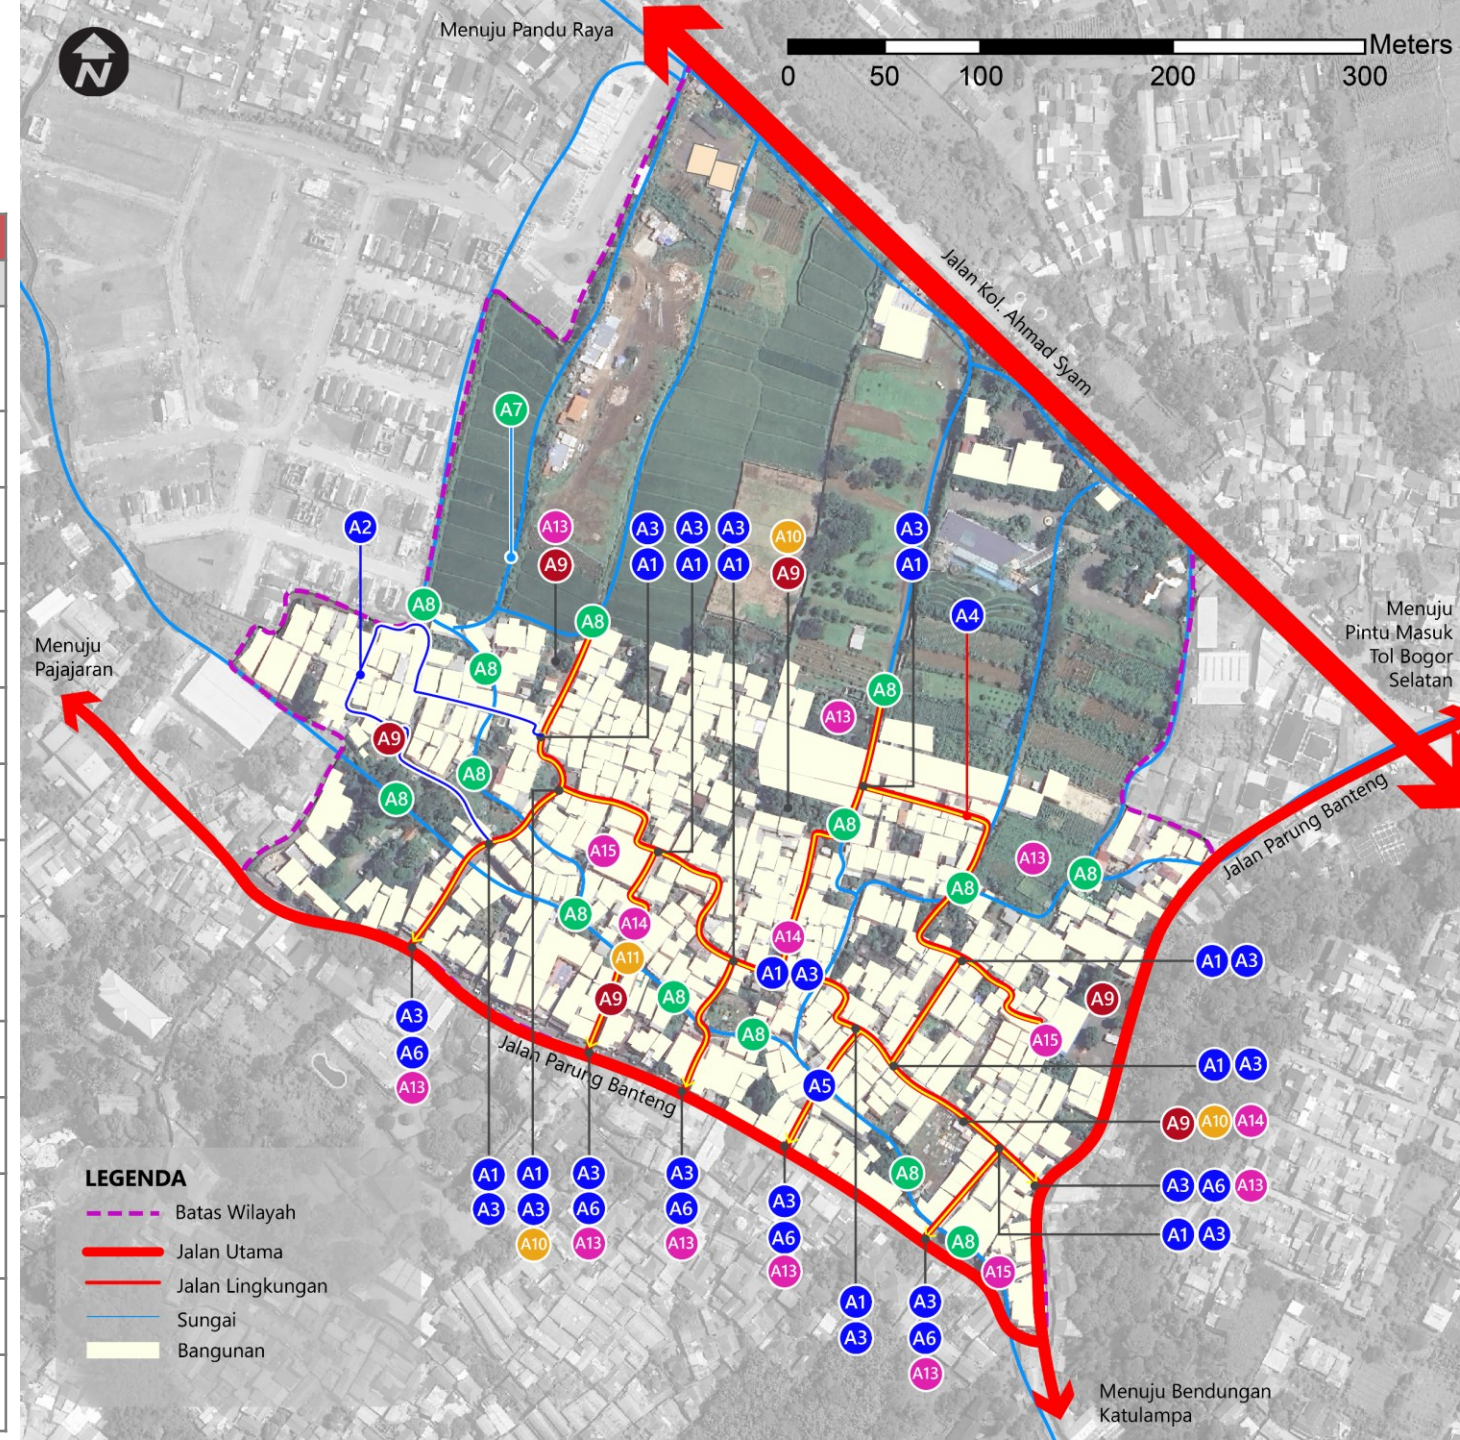 Menuju Pandu Raya
N
Meters
0 50 100 200 300
Jalan Kol. Ahmad Syam
A7
A2
A13
A9
A3
A1
A3
A1
A3
A1
A10
A9
A3
A1
A4
Menuju
Pintu Masuk
Tol Bogor
Selatan
Menuju
Pajajaran
A8
A8
A8
A8
A13
A9
A8
A8
A8
Jalan Parung Banteng
A15
A13
A8
A8
A8
A14
A14
A11
A1 A3
A1 A3
A9
A8
A9
A8
A15
A3
A6
A13
Jalan Parung Banteng
A5
A1 A3
A9 A10 A14
A8
A1
A3
A1
A3
A10
A3
A6
A13
A3
A6
A13
A3
A6
A13
A3 A6 A13
A1 A3
A8
A15
A1
A3
A3
A6
A13
LEGENDA
Batas Wilayah
Jalan Utama
Jalan Lingkungan
Sungai
Bangunan
Menuju Bendungan
Katulampa